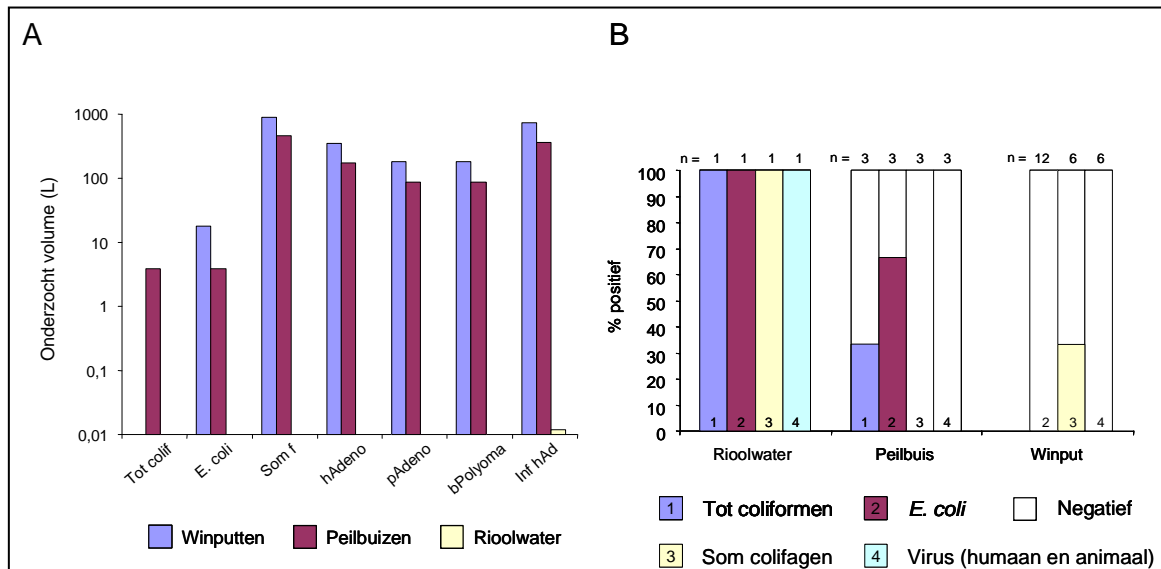 A
Onderzocht volume (L)
1000
100
10
1
0,1
0,01
Tot colif
E. coli
Som f
hAdeno
pAdeno
bPolyoma
Inf hAd
Winputten
Peilbuizen
Rioolwater
B
n = 1 1 1 1
n = 3 3 3 3
n = 12 6 6
% positief
100
90
80
70
60
50
40
30
20
10
0
1 2 3 4
1 2 3 4
2 3 4
Rioolwater
Peilbuis
Winput
1 Tot coliformen
2 E. coli
Negatief
3 Som colifagen
4 Virus (humaan en animaal)